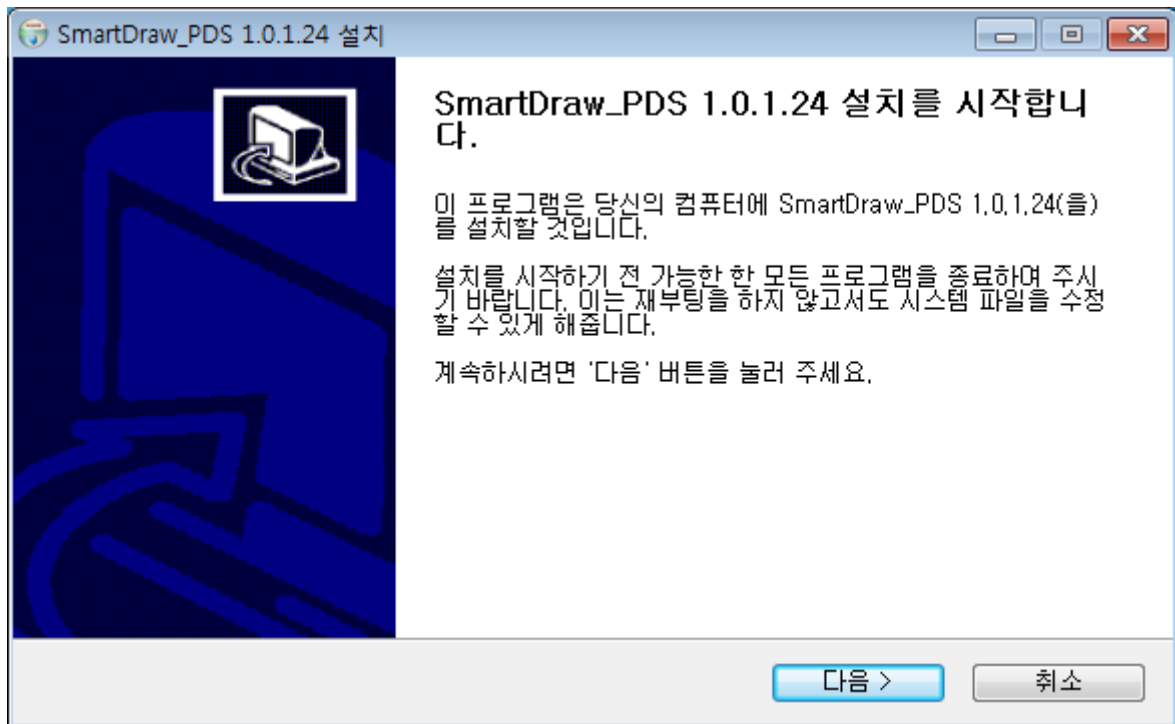 SmartDraw_PDS 1.0.1.24 설치
SmartDraw_PDS 1.0.1.24 설치를 시작합니
다.
이 프로그램은 당신의 컴퓨터에 SmartDraw_PDS 1.0.1.24(을)
를 설치할 것입니다.
설치를 시작하기 전 가능한 한 모든 프로그램을 종료하여 주시
기 바랍니다. 이는 재부팅을 하지 않고서도 시스템 파일을 수정
할 수 있게 해줍니다.
계속하시려면 '다음' 버튼을 눌러 주세요.
다음 >
취소